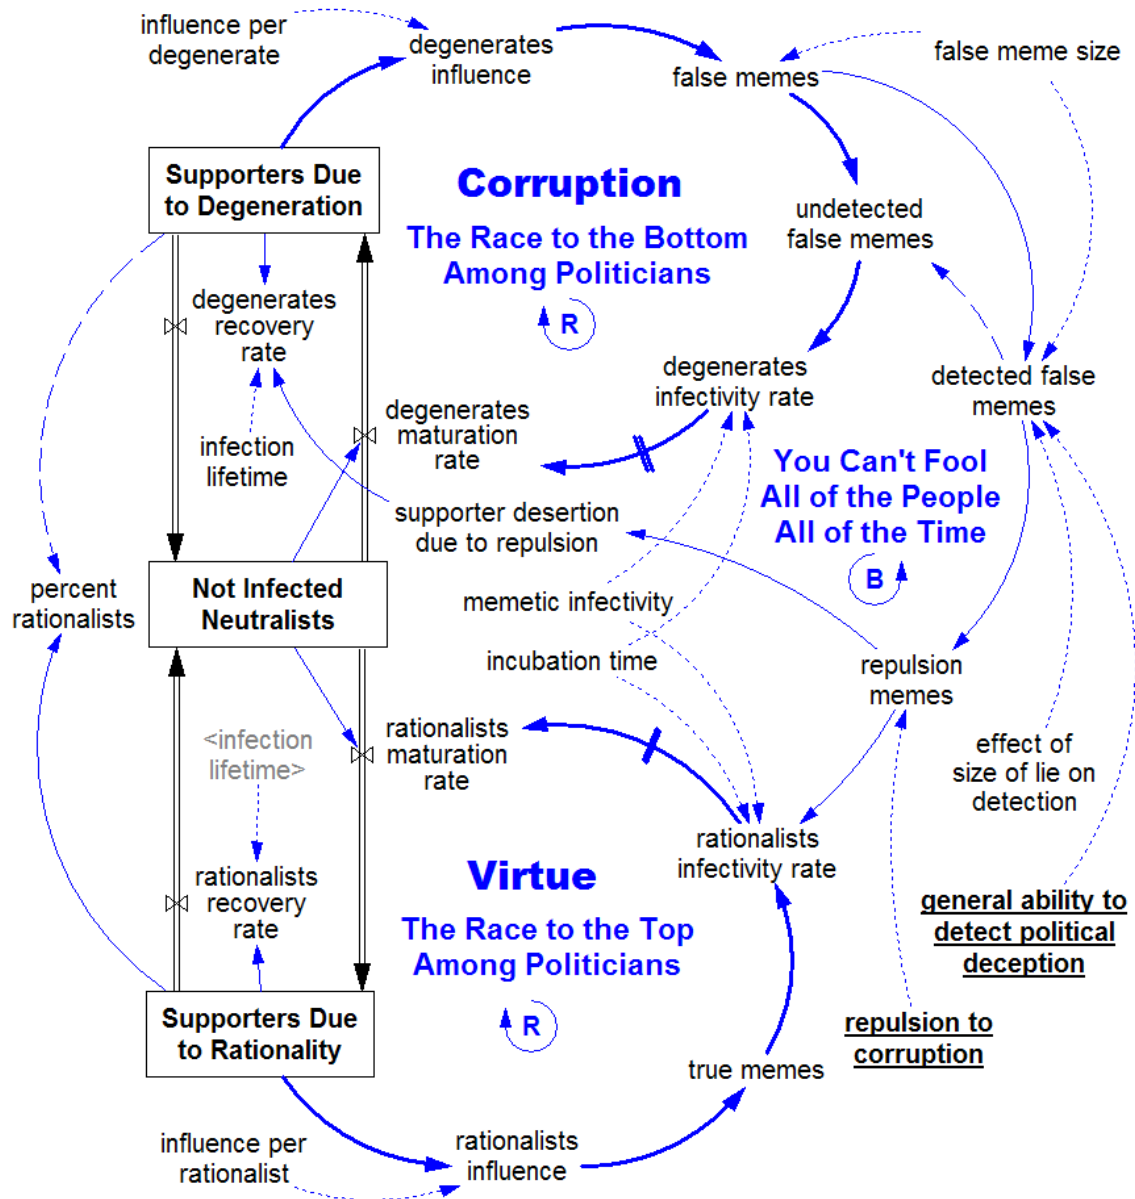 influence per
degenerate
degenerates
influence
false memes
false meme size
Supporters Due
to Degeneration
Corruption
The Race to the Bottom
Among Politicians
R
undetected
false memes
degenerates
recovery
rate
degenerates
infectivity rate
detected false
memes
degenerates
maturation
rate
infection
lifetime
You Can't Fool
All of the People
All of the Time
B
supporter desertion
due to repulsion
percent
rationalists
Not Infected
Neutralists
memetic infectivity
incubation time
repulsion
memes
rationalists
maturation
rate
<infection
lifetime>
effect of
size of lie on
detection
rationalists
infectivity rate
Virtue
The Race to the Top
Among Politicians
R
rationalists
recovery
rate
general ability to
detect political
deception
Supporters Due
to Rationality
repulsion to
corruption
true memes
influence per
rationalist
rationalists
influence